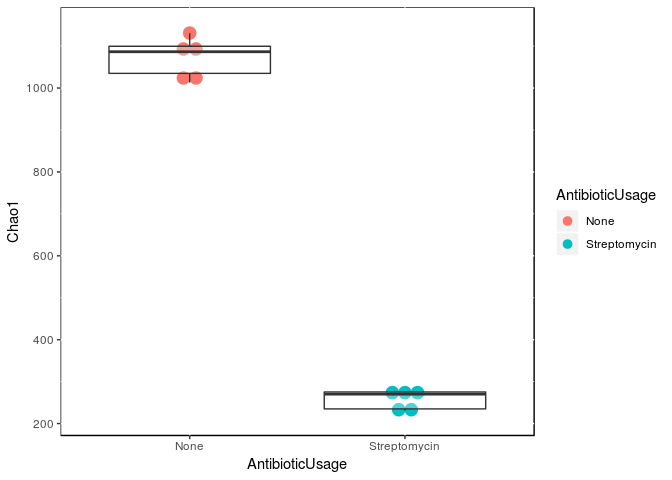 1000
800
600
400
200
Chao1
None
Streptomycin
AntibioticUsage
AntibioticUsage
None
Streptomycin